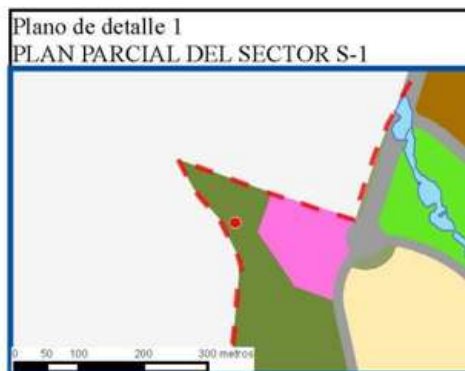 Plano de detalle 1
PLAN PARCIAL DEL SECTOR S-1
0 50 100 200 300 metros